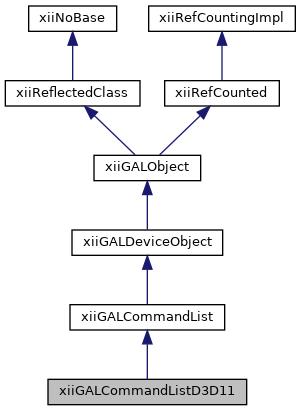 xiiNoBase
xiiRefCountingImpl
xiiReflectedClass
xiiRefCounted
xiiGALObject
xiiGALDeviceObject
xiiGALCommandList
xiiGALCommandListD3D11